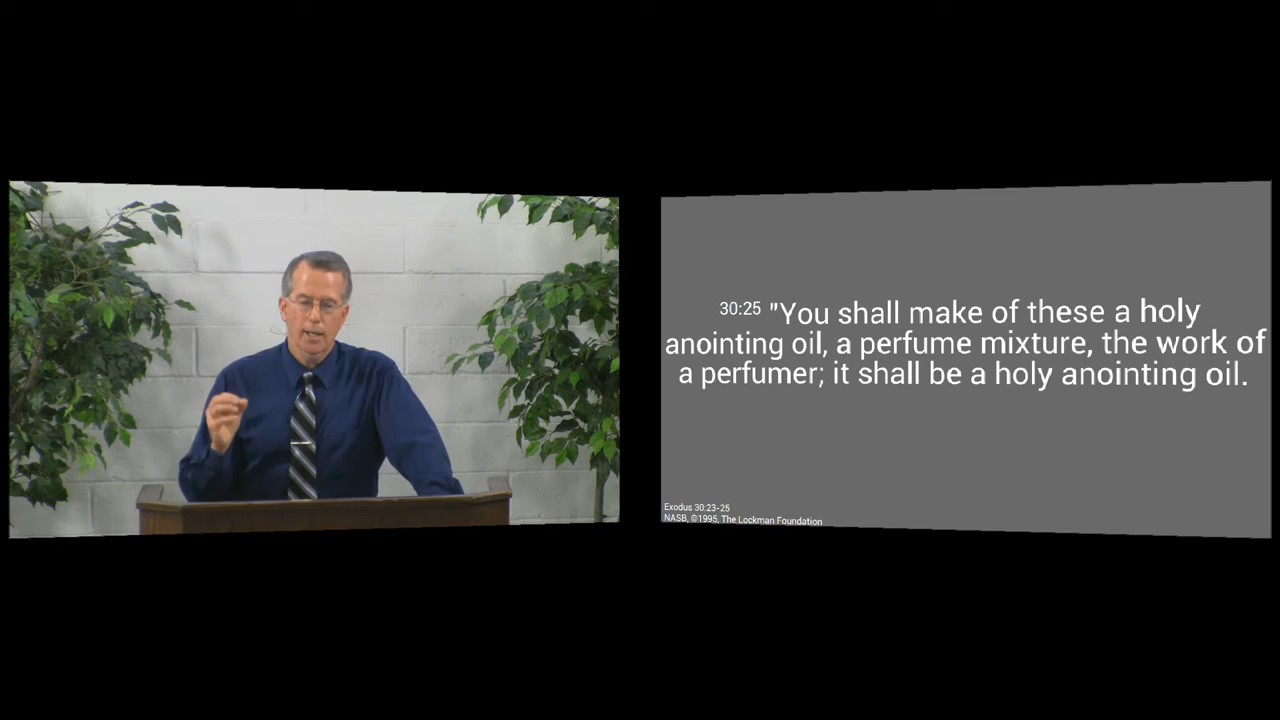 30:25 "You shall make of these a holy
anointing oil, a perfume mixture, the work of
a perfumer; it shall be a holy anointing oil.
Exodus 30:23-25
NASB, ©1995, The Lockman Foundation